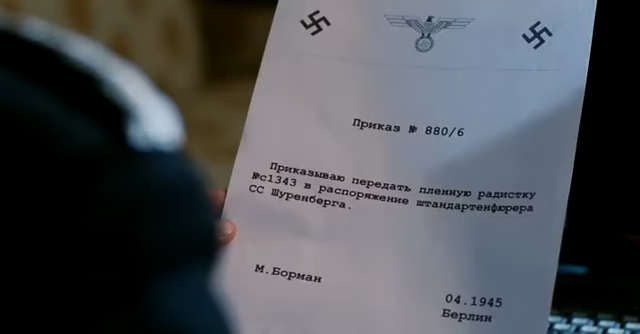 Приказ № 880/6
Приказываю передать пленную радистку
№с1343 в распоряжение штандартенфюрера
СС Шуренберга.
М.Борман
04.1945
Берлин